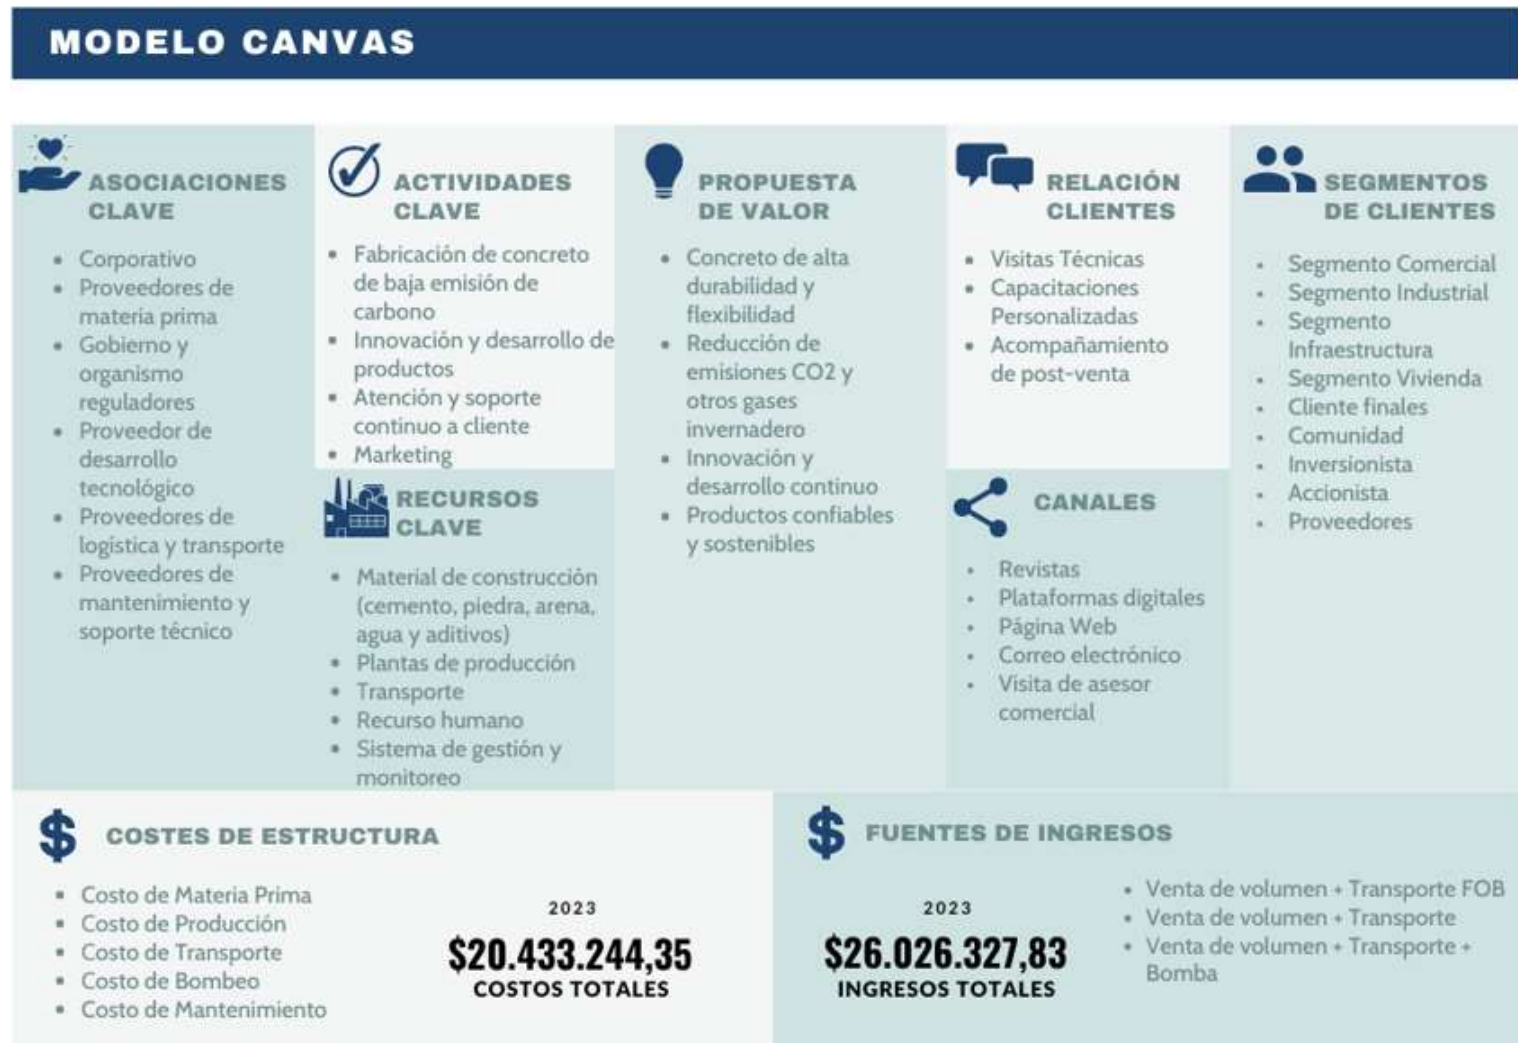 MODELO CANVAS
ASOCIACIONES
CLAVE
Corporativo
Proveedores de
materia prima
Gobierno y
organismo
reguladores
Proveedor de
desarrollo
tecnológico
Proveedores de
logística y transporte
Proveedores de
mantenimiento y
soporte técnico
ACTIVIDADES
CLAVE
Fabricación de concreto
de baja emisión de
carbono
Innovación y desarrollo de
productos
Atención y soporte
continuo a cliente
Marketing
RECURSOS
CLAVE
Material de construcción
(cemento, piedra, arena,
agua y aditivos)
Plantas de producción
Transporte
Recurso humano
Sistema de gestión y
monitoreo
PROPUESTA
DE VALOR
Concreto de alta
durabilidad y
flexibilidad
Reducción de
emisiones CO2 y
otros gases
invernadero
Innovación y
desarrollo continuo
Productos confiables
y sostenibles
RELACIÓN
CLIENTES
Visitas Técnicas
Capacitaciones
Personalizadas
Acompañamiento
de post-venta
CANALES
Revistas
Plataformas digitales
Página Web
Correo electrónico
Visita de asesor
comercial
SEGMENTOS
DE CLIENTES
Segmento Comercial
Segmento Industrial
Segmento
Infraestructura
Segmento Vivienda
Cliente finales
Comunidad
Inversionista
Accionista
Proveedores
COSTES DE ESTRUCTURA
Costo de Materia Prima
Costo de Producción
Costo de Transporte
Costo de Bombeo
Costo de Mantenimiento
2023
$20.433.244,35
COSTOS TOTALES
FUENTES DE INGRESOS
2023
$26.026.327,83
INGRESOS TOTALES
Venta de volumen + Transporte FOB
Venta de volumen + Transporte
Venta de volumen + Transporte +
Bomba